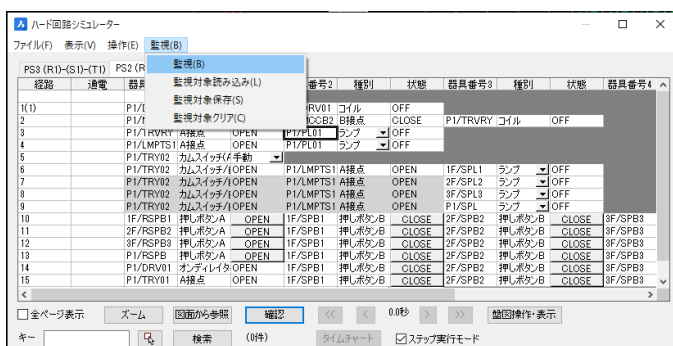 ハード回路シミュレーター
ファイル(F) 表示(V) 操作(E) 監視(B)
監視(B)
監視対象読み込み(L)
監視対象保存(S)
監視対象クリア(C)
PS3 (R1)-(S1)-(T1) PS2 (R
経路 通電 器具 番号2 種別 状態 器具番号3 種別 状態 器具番号4
1(1) P1/D RV01 コイル OFF
2 P1/M CCB2 B接点 CLOSE P1/TRVRY コイル OFF
3 P1/TRVRY A接点 OPEN P1/PL01 ランプ OFF
4 P1/LMPTS1 A接点 OPEN P1/PL01 ランプ OFF
5 P1/TRY02 カムスイッチ(A 手動
6 P1/TRY02 カムスイッチ/ OPEN P1/LMPTS1 A接点 OPEN 1F/SPL1 ランプ OFF
7 P1/TRY02 カムスイッチ/ OPEN P1/LMPTS1 A接点 OPEN 2F/SPL2 ランプ OFF
8 P1/TRY02 カムスイッチ/ OPEN P1/LMPTS1 A接点 OPEN 3F/SPL3 ランプ OFF
9 P1/TRY02 カムスイッチ/ OPEN P1/LMPTS1 A接点 OPEN P1/SPL ランプ OFF
10 1F/RSPB1 押しボタンA OPEN 1F/SPB1 押しボタンB CLOSE 2F/SPB2 押しボタンB CLOSE 3F/SPB3
11 2F/RSPB2 押しボタンA OPEN 1F/SPB1 押しボタンB CLOSE 2F/SPB2 押しボタンB CLOSE 3F/SPB3
12 3F/RSPB3 押しボタンA OPEN 1F/SPB1 押しボタンB CLOSE 2F/SPB2 押しボタンB CLOSE 3F/SPB3
13 P1/RSPB 押しボタンA OPEN 1F/SPB1 押しボタンB CLOSE 2F/SPB2 押しボタンB CLOSE 3F/SPB3
14 P1/DRV01 オンディレイタ OPEN 1F/SPB1 押しボタンB CLOSE 2F/SPB2 押しボタンB CLOSE 3F/SPB3
15 P1/TRY01 A接点 OPEN 1F/SPB1 押しボタンB CLOSE 2F/SPB2 押しボタンB CLOSE 3F/SPB3
全ページ表示 ズーム 図面から参照 確認 << < 0.0秒 > >> 盤図操作・表示
キー 検索 (0件) タイムチャート ステップ実行モード